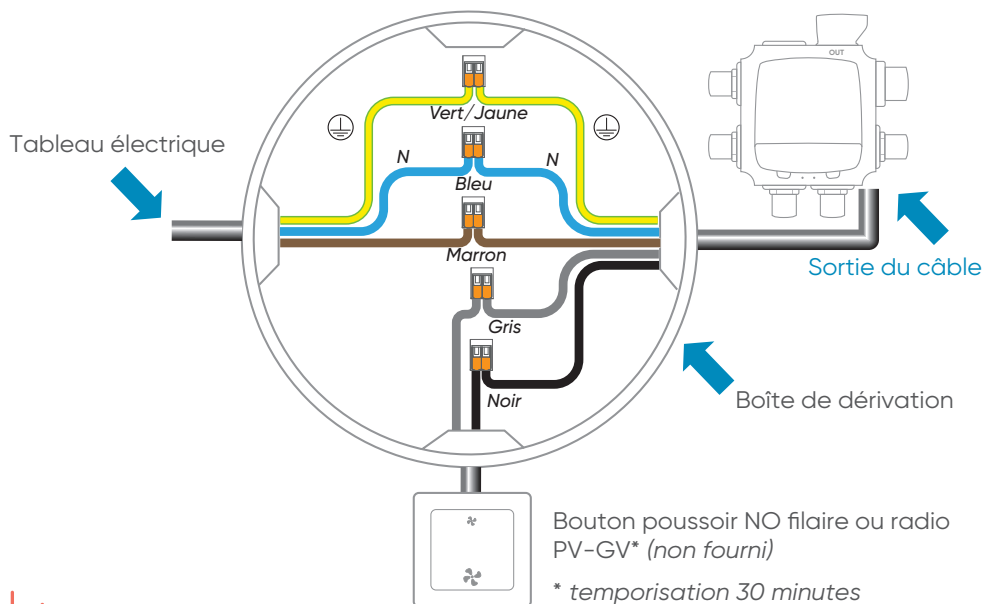 OUT
Vert/Jaune
Tableau électrique
N
N
Bleu
Marron
Sortie du câble
Gris
Noir
Boîte de dérivation
Bouton poussoir NO filaire ou radio
PV-GV* (non fourni)
* temporisation 30 minutes